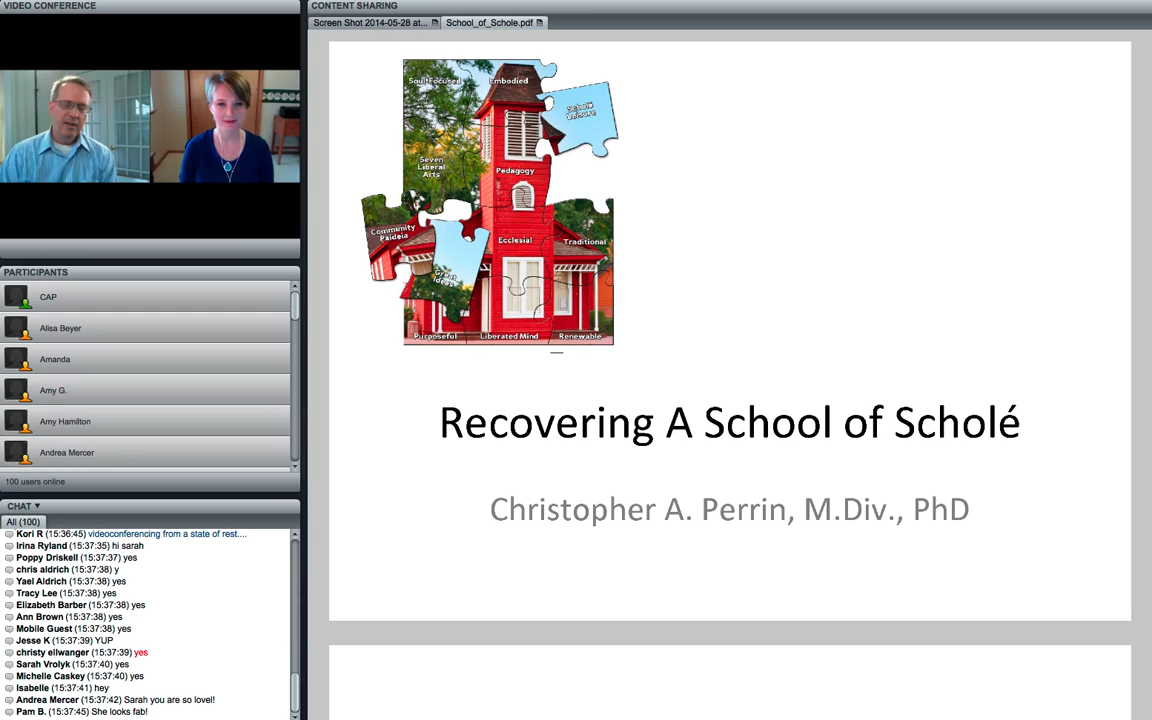 VIDEO CONFERENCE
PARTICIPANTS
CAP
Alisa Beyer
Amanda
Amy G.
Amy Hamilton
Andrea Mercer
100 users online
CHAT
All (100)
Kori R (15:36:45) videoconferencing from a state of rest....
Irina Ryland (15:37:35) hi sarah
Poppy Driskell (15:37:37) yes
chris aldrich (15:37:38) y
Yael Aldrich (15:37:38) yes
Tracy Lee (15:37:38) yes
Elizabeth Barber (15:37:38) yes
Ann Brown (15:37:38) yes
Mobile Guest (15:37:38) yes
Jesse K (15:37:39) YUP
christy ellwanger (15:37:39) yes
Sarah Vrolyk (15:37:40) yes
Michelle Caskey (15:37:40) yes
Isabelle (15:37:41) hey
Andrea Mercer (15:37:42) Sarah you are so lovel!
Pam B. (15:37:45) She looks fab!
CONTENT SHARING
Screen Shot 2014-05-28 at...
School_of_Schole.pdf
Soul-Focused
Embodied
Scholé
Leisure
Seven
Liberal
Arts
Pedagogy
Community
Paideia
Ecclesial
Traditional
Great
Ideas
Purposeful
Liberated Mind
Renewable
Recovering A School of Scholé
Christopher A. Perrin, M.Div., PhD